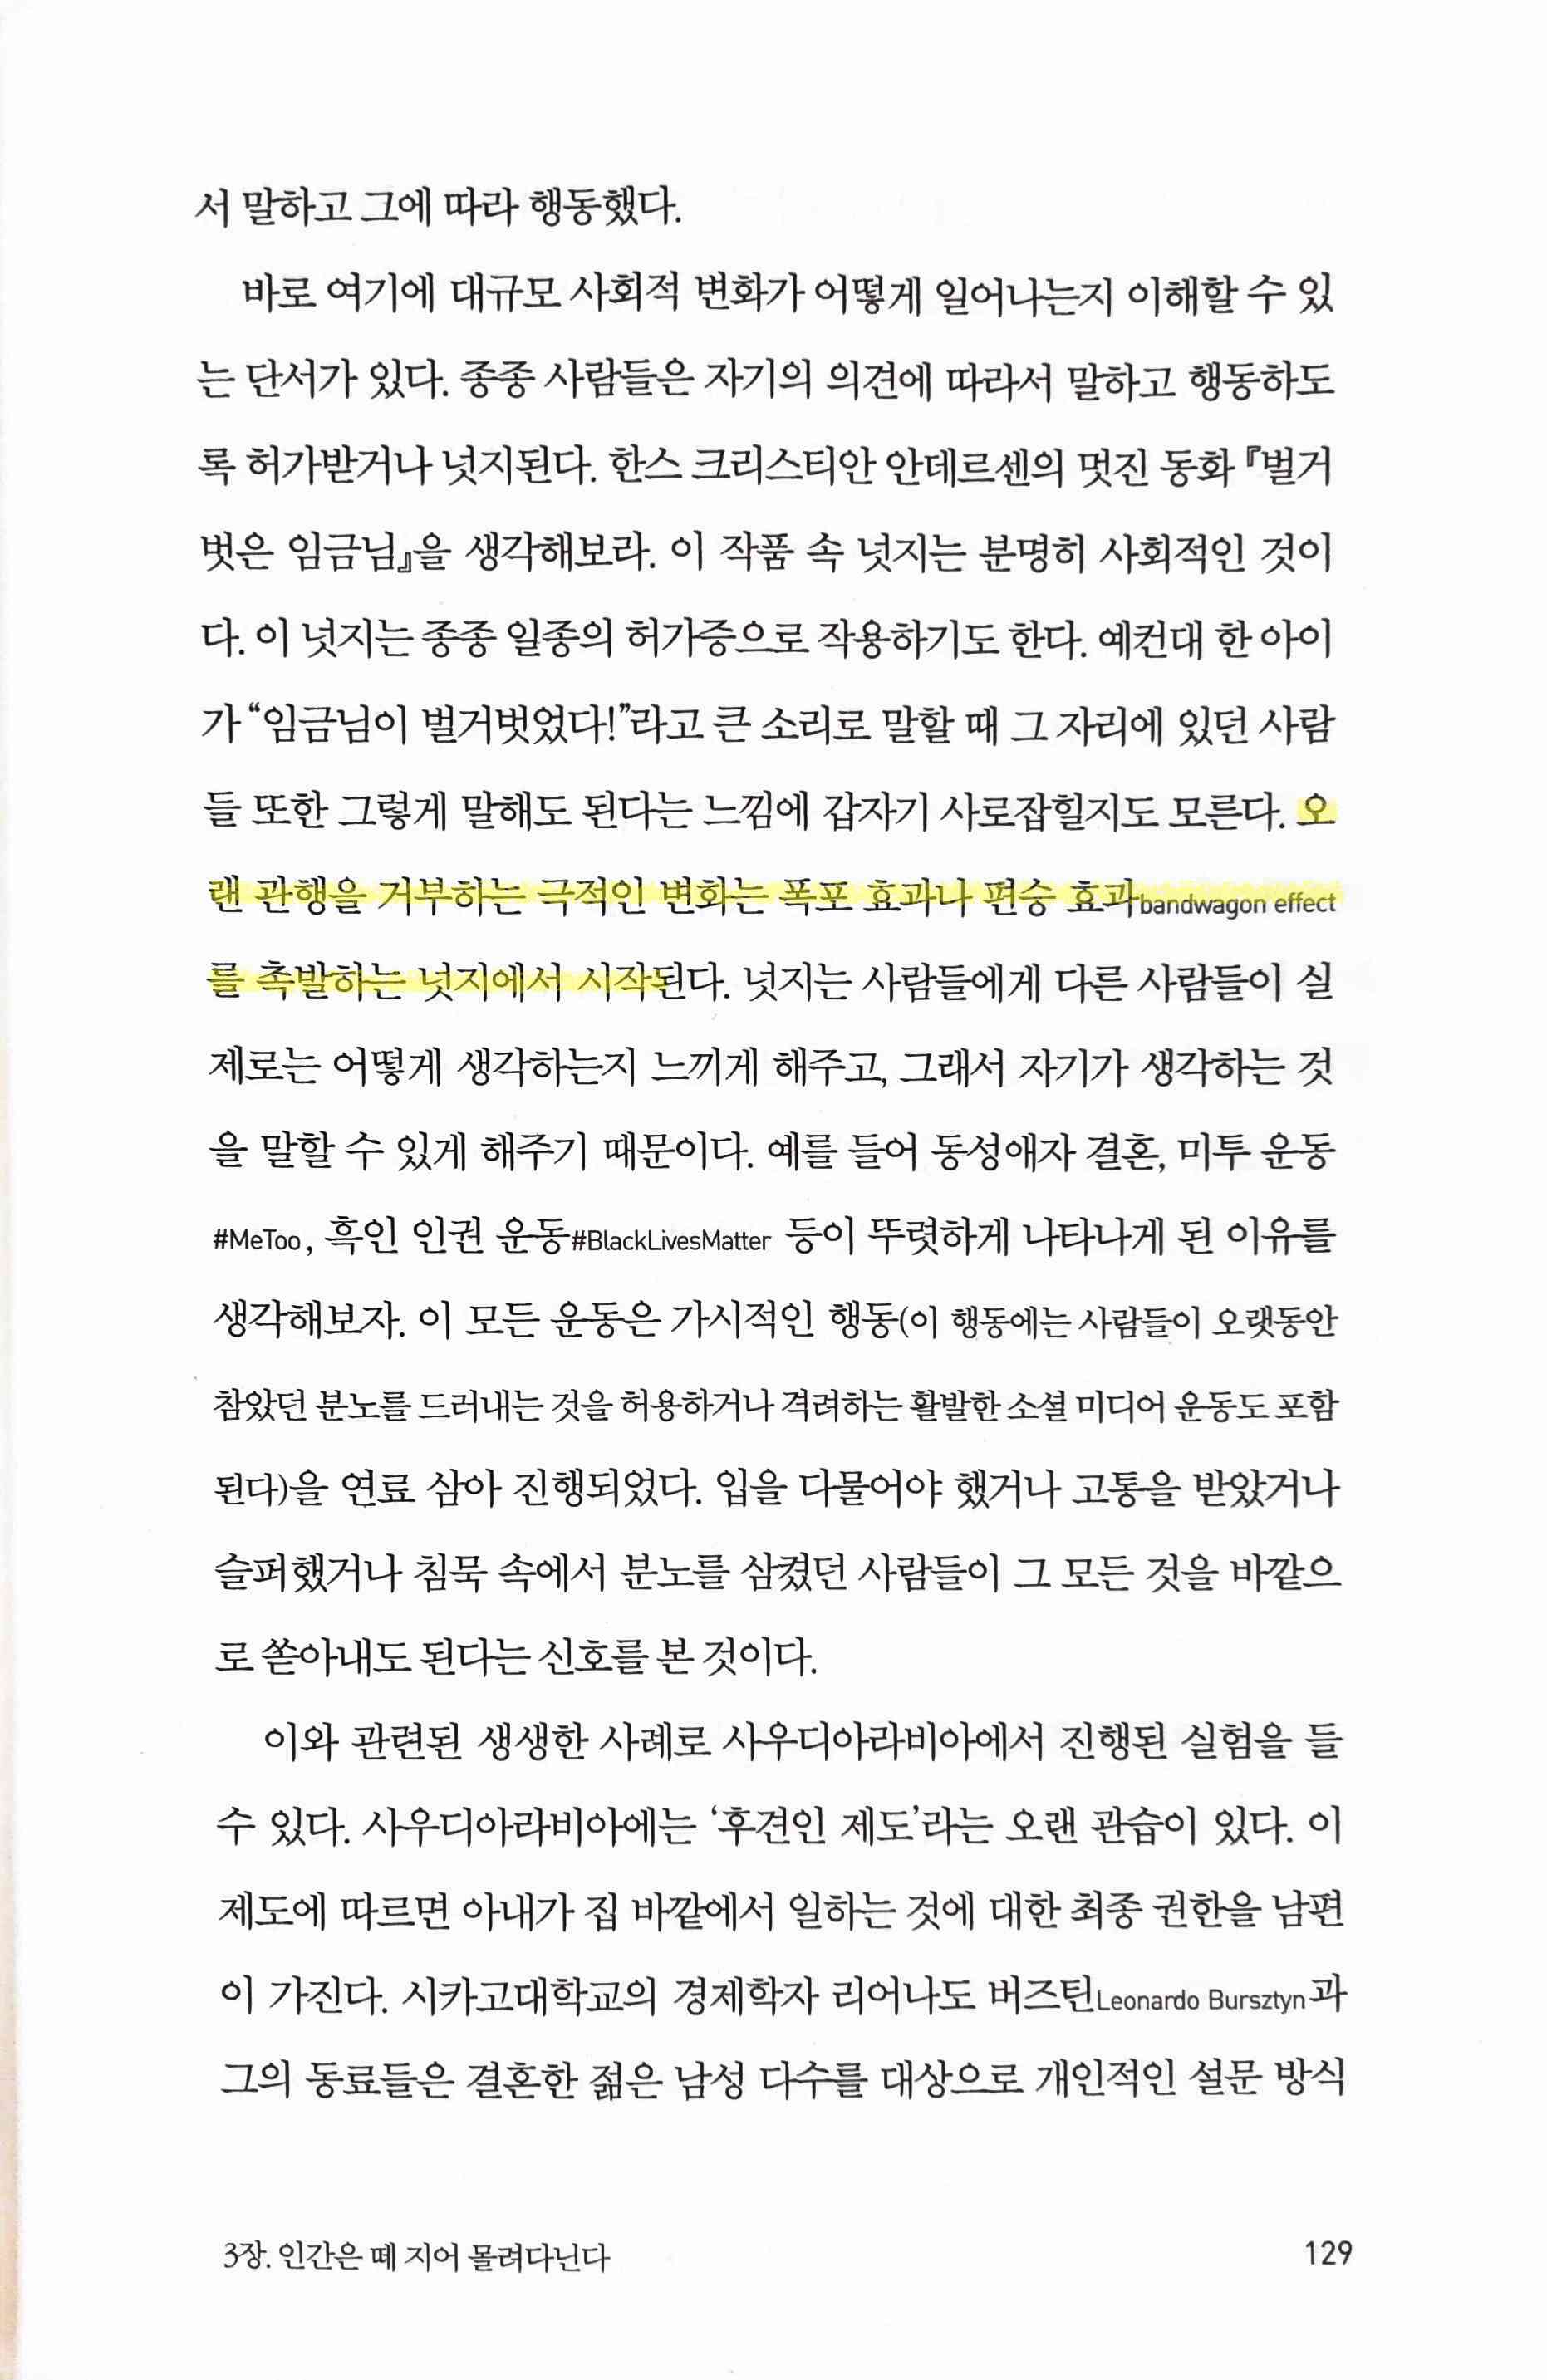 서 말하고 그에 따라 행동했다.
바로 여기에 대규모 사회적 변화가 어떻게 일어나는지 이해할 수 있
는 단서가 있다. 종종 사람들은 자기의 의견에 따라서 말하고 행동하도
록 허가받거나 넛지된다. 한스 크리스티안 안데르센의 멋진 동화 『벌거
벗은 임금님』을 생각해보라. 이 작품 속 넛지는 분명히 사회적인 것이
다. 이 넛지는 종종 일종의 허가증으로 작용하기도 한다. 예컨대 한 아이
가 “임금님이 벌거벗었다!”라고 큰 소리로 말할 때 그 자리에 있던 사람
들 또한 그렇게 말해도 된다는 느낌에 갑자기 사로잡힐지도 모른다. 오
랜 관행을 거부하는 극적인 변화는 폭포 효과나 편승 효과bandwagon effect
를 촉발하는 넛지에서 시작된다. 넛지는 사람들에게 다른 사람들이 실
제로는 어떻게 생각하는지 느끼게 해주고, 그래서 자기가 생각하는 것
을 말할 수 있게 해주기 때문이다. 예를 들어 동성애자 결혼, 미투 운동
#MeToo, 흑인 인권 운동#BlackLivesMatter 등이 뚜렷하게 나타나게 된 이유를
생각해보자. 이 모든 운동은 가시적인 행동(이 행동에는 사람들이 오랫동안
참았던 분노를 드러내는 것을 허용하거나 격려하는 활발한 소셜 미디어 운동도 포함
된다)을 연료 삼아 진행되었다. 입을 다물어야 했거나 고통을 받았거나
슬퍼했거나 침묵 속에서 분노를 삼켰던 사람들이 그 모든 것을 바깥으
로 쏟아내도 된다는 신호를 본 것이다.
이와 관련된 생생한 사례로 사우디아라비아에서 진행된 실험을 들
수 있다. 사우디아라비아에는 ‘후견인 제도’라는 오랜 관습이 있다. 이
제도에 따르면 아내가 집 바깥에서 일하는 것에 대한 최종 권한을 남편
이 가진다. 시카고대학교의 경제학자 리어나도 버즈틴Leonardo Bursztyn과
그의 동료들은 결혼한 젊은 남성 다수를 대상으로 개인적인 설문 방식
3장. 인간은 떼 지어 몰려다닌다 129